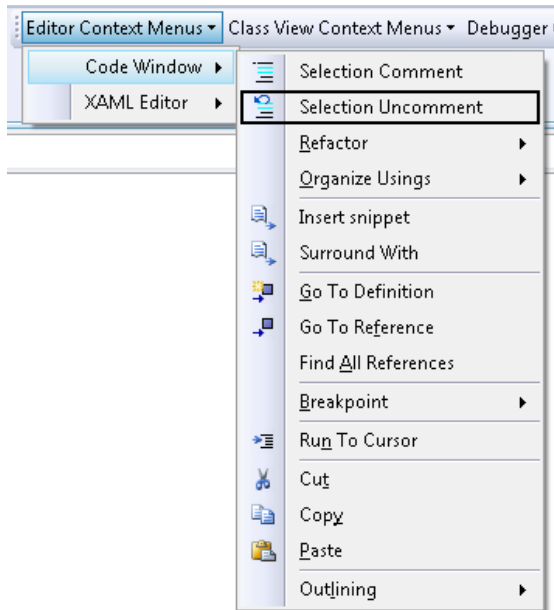 Editor Context Menus Class View Context Menus Debugger
Code Window
XAML Editor
Selection Comment
Selection Uncomment
Refactor
Organize Usings
Insert snippet
Surround With
Go To Definition
Go To Reference
Find All References
Breakpoint
Run To Cursor
Cut
Copy
Paste
Outlining